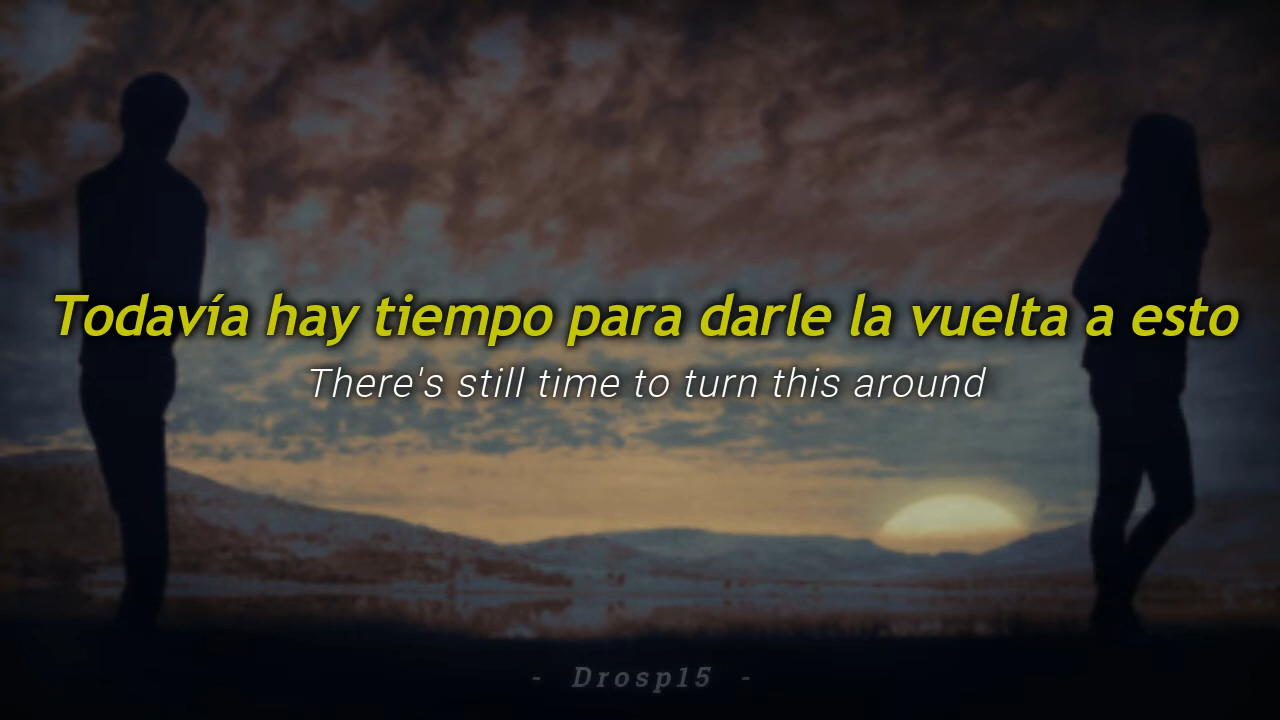 Todavía hay tiempo para darle la vuelta a esto
There's still time to turn this around
- Drosp15 -